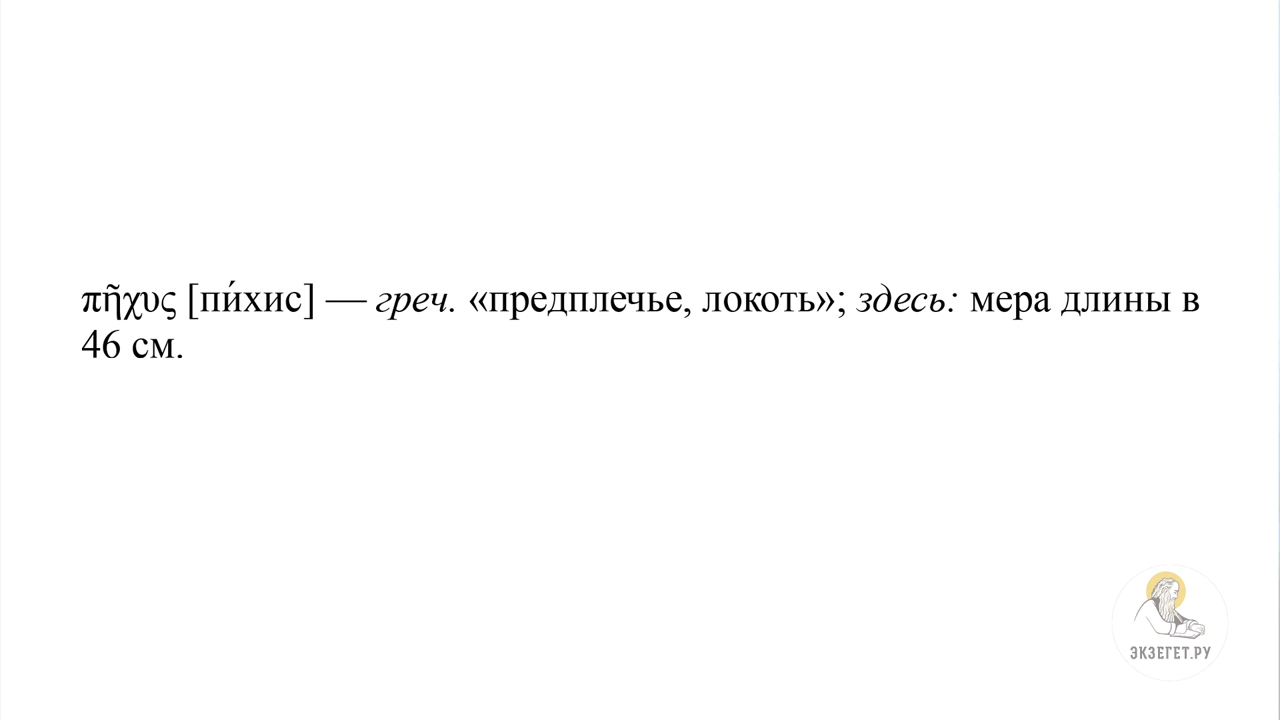 πῆχυς [пи́хис] — греч. «предплечье, локоть»; здесь: мера длины в
46 см.
ЭКЗЕГЕТ.РУ